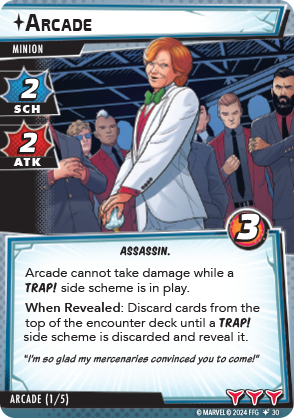 ARCADE
MINION
2
SCH
2
ATK
3
ASSASSIN.
Arcade cannot take damage while a
TRAP! side scheme is in play.
When Revealed: Discard cards from the
top of the encounter deck until a TRAP!
side scheme is discarded and reveal it.
"I'm so glad my mercenaries convinced you to come!"
ARCADE (1/5)
© MARVEL © 2024 FFG 30